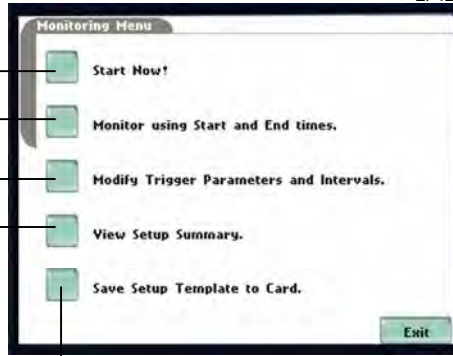 Monitoring Menu
Start Now!
Monitor using Start and End times.
Modify Trigger Parameters and Intervals.
View Setup Summary.
Save Setup Template to Card.
Exit